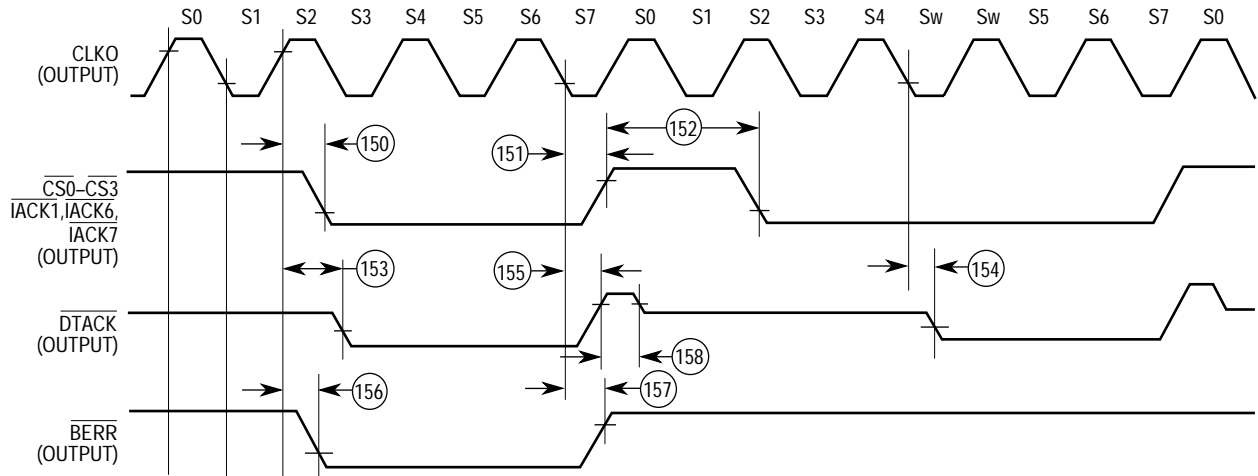 S0 S1 S2 S3 S4 S5 S6 S7 S0 S1 S2 S3 S4 Sw Sw S5 S6 S7 S0
CLKO
(OUTPUT)
150
151
152
CS0–CS3
IACK1,IACK6,
IACK7
(OUTPUT)
153
155
154
DTACK
(OUTPUT)
158
156
157
BERR
(OUTPUT)